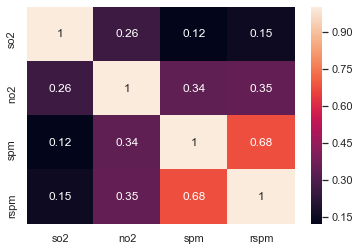 so2 1 0.26 0.12 0.15
no2 0.26 1 0.34 0.35
spm 0.12 0.34 1 0.68
rspm 0.15 0.35 0.68 1
so2 no2 spm rspm
0.90
0.75
0.60
0.45
0.30
0.15